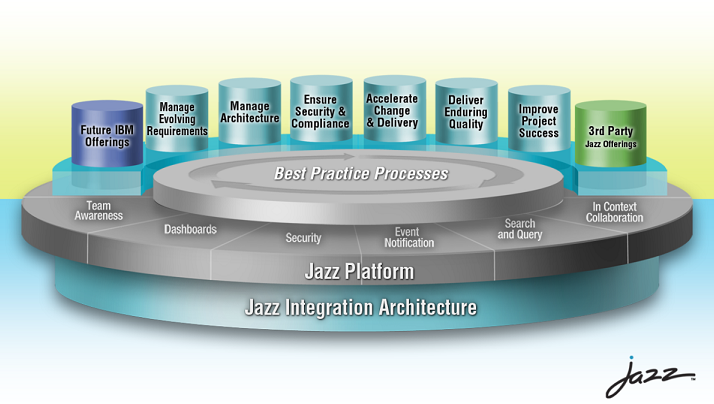 Future IBM
Offerings
Manage
Evolving
Requirements
Manage
Architecture
Ensure
Security &
Compliance
Accelerate
Change
& Delivery
Deliver
Enduring
Quality
Improve
Project
Success
3rd Party
Jazz Offerings
Best Practice Processes
Team
Awareness
Dashboards
Security
Event
Notification
Search
and Query
In Context
Collaboration
Jazz Platform
Jazz Integration Architecture
jazz™